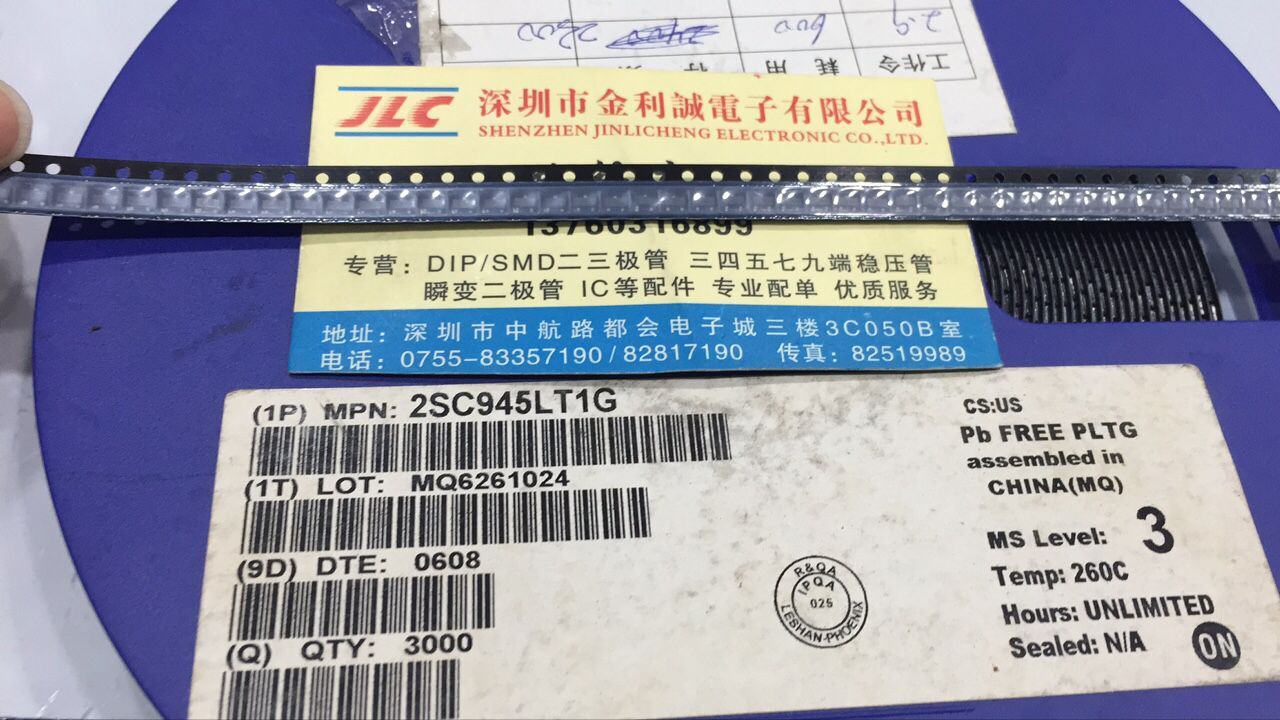 2.9 600 2300
工作令 耗用
JLC 深圳市金利誠電子有限公司
SHENZHEN JINLICHENG ELECTRONIC CO.,LTD.
13760316899
专营：DIP/SMD二三极管 三四五七九端稳压管
瞬变二极管 IC等配件 专业配单 优质服务
地址：深圳市中航路都会电子城三楼3C050B室
电话：0755-83357190/82817190 传真：82519989
(1P) MPN: 2SC945LT1G
(1T) LOT: MQ6261024
(9D) DTE: 0608
(Q) QTY: 3000
R&QA
IPQA
025
LESHAN-PHOENIX
CS:US
Pb FREE PLTG
assembled in
CHINA(MQ)
MS Level: 3
Temp: 260C
Hours: UNLIMITED
Sealed: N/A
ON